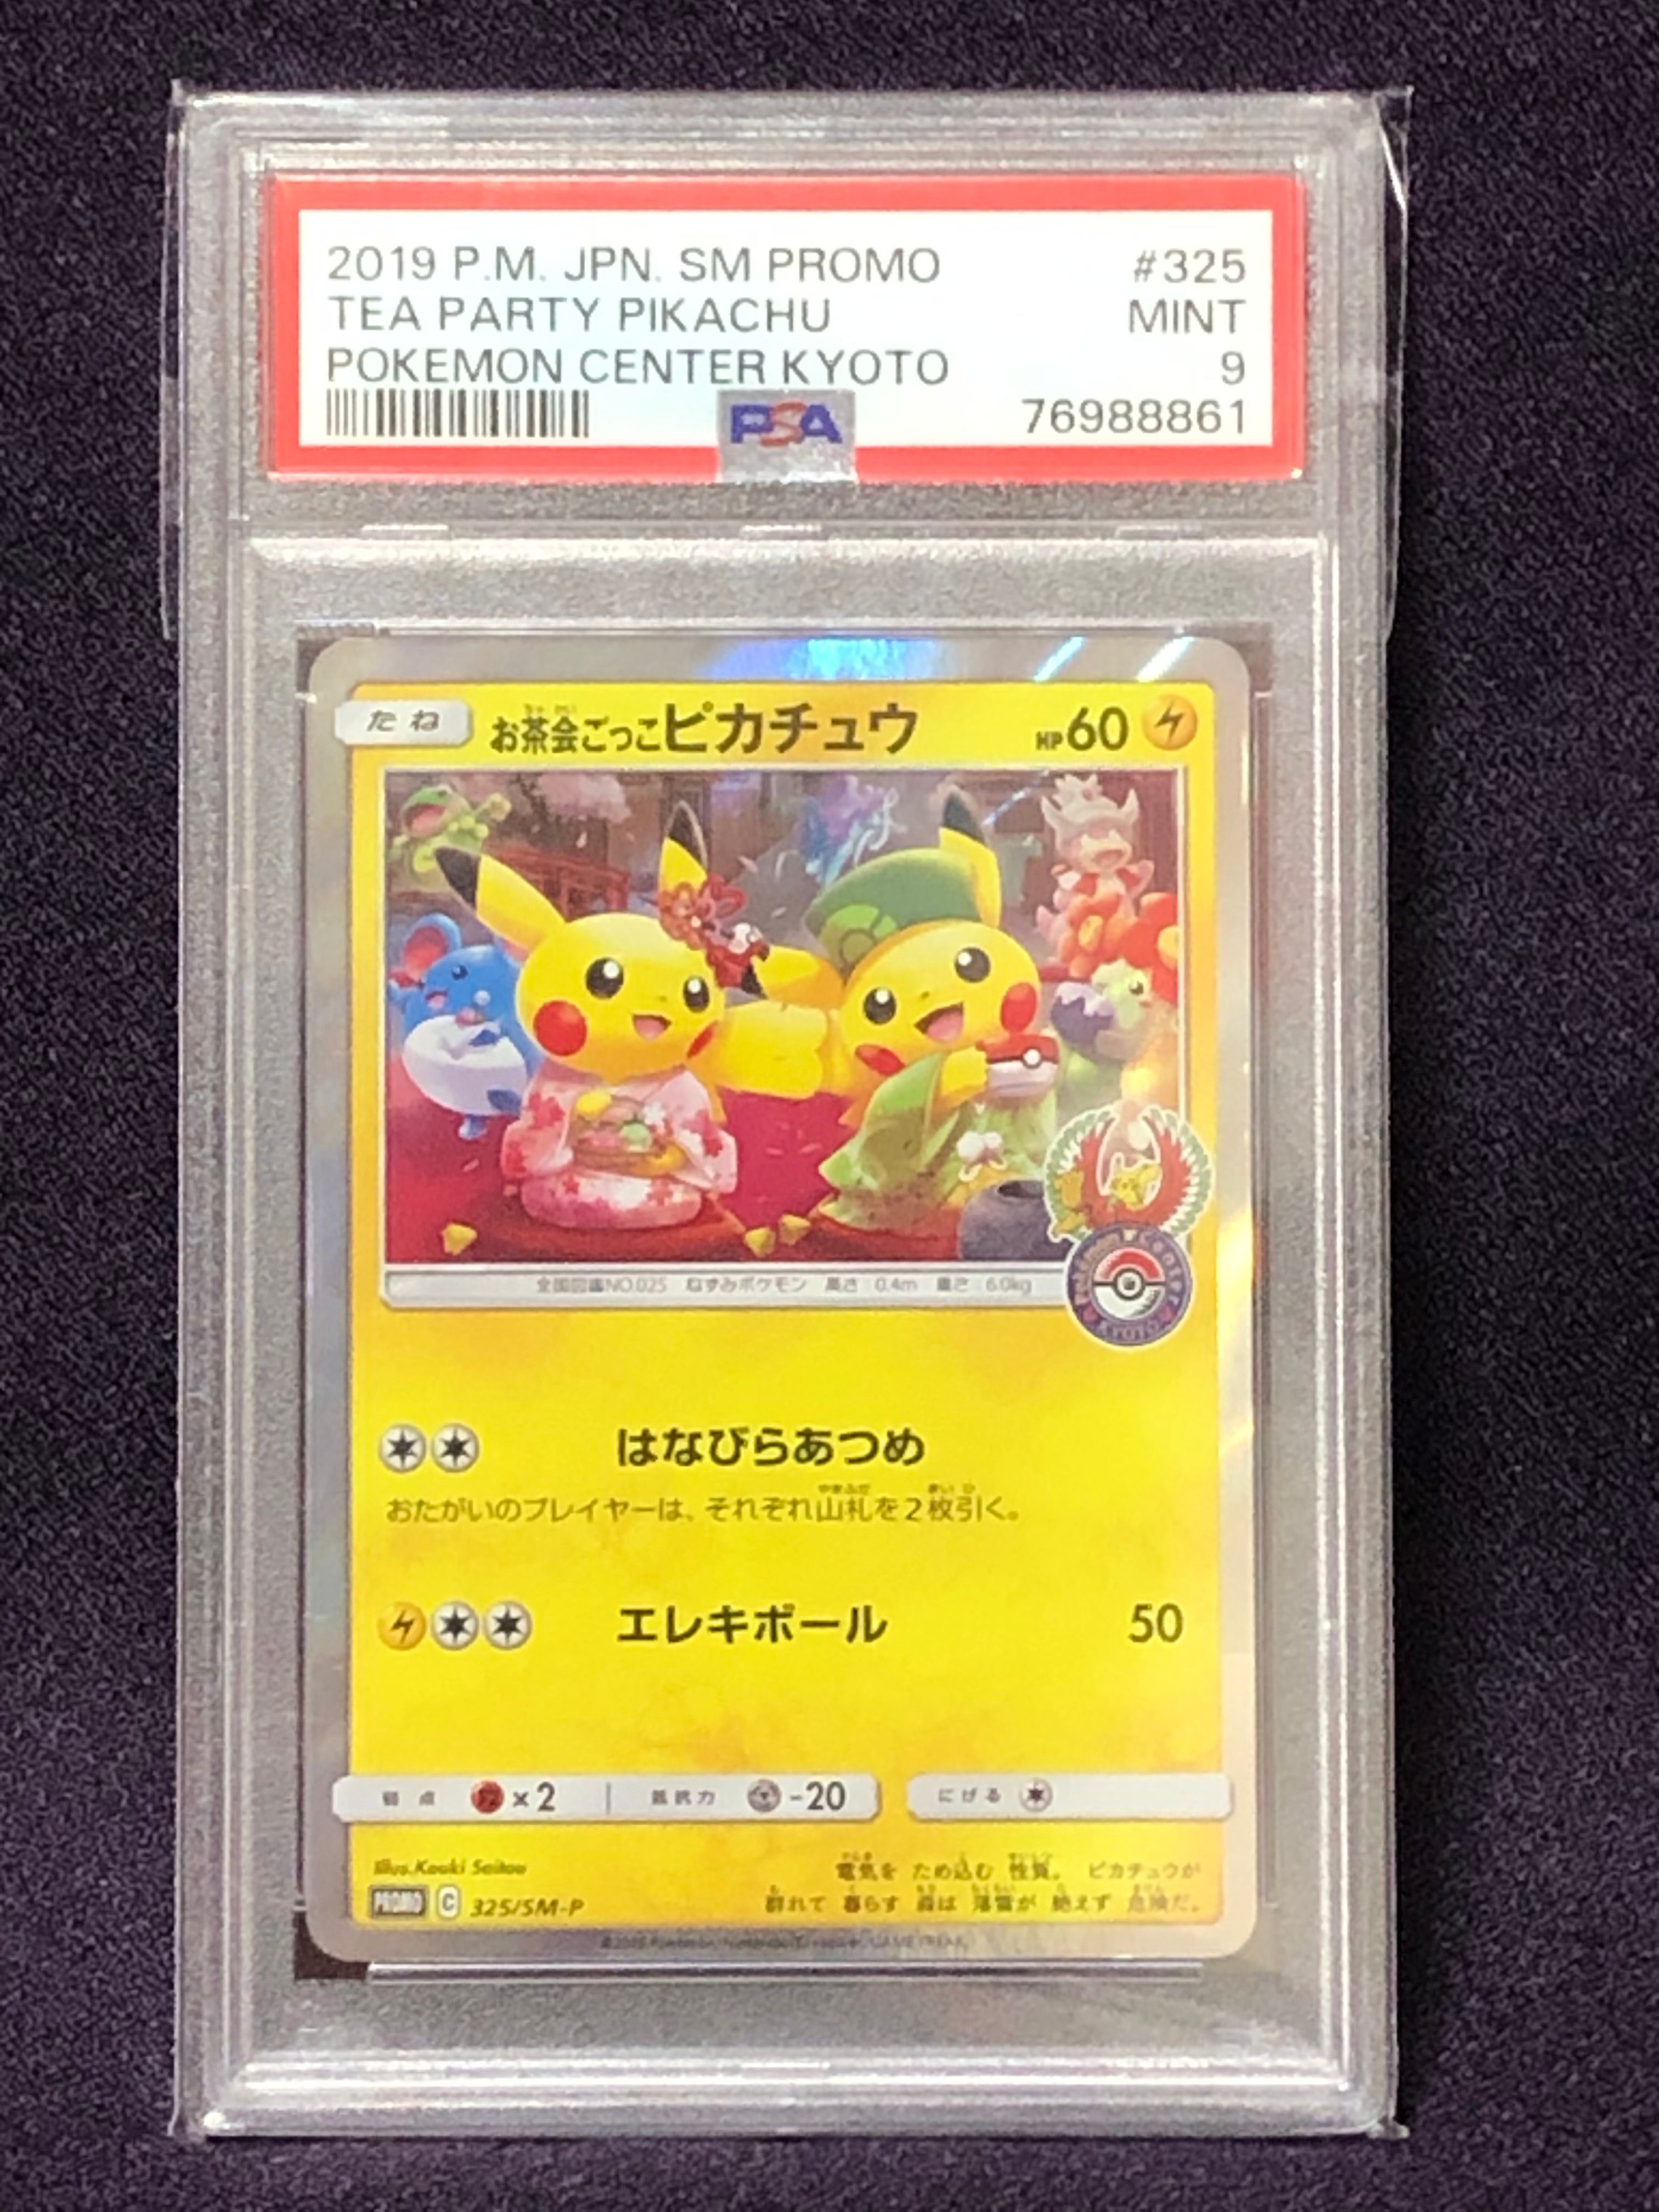 2019 P.M. JPN. SM PROMO #325
TEA PARTY PIKACHU MINT
POKEMON CENTER KYOTO 9
PSA 76988861
たね お茶会ごっこピカチュウ HP60
全国図鑑NO.025 ねずみポケモン 高さ：0.4m 重さ：6.0kg
Pokémon Center
KYOTO
はなびらあつめ
おたがいのプレイヤーは、それぞれ山札を2枚引く。
エレキボール 50
弱点 ×2 抵抗力 -20 にげる
Illus.Kouki Saitou
電気を ため込む 性質。 ピカチュウが
群れて 暮らす 森は 落雷が 絶えず 危険だ。
PROMO C 325/SM-P